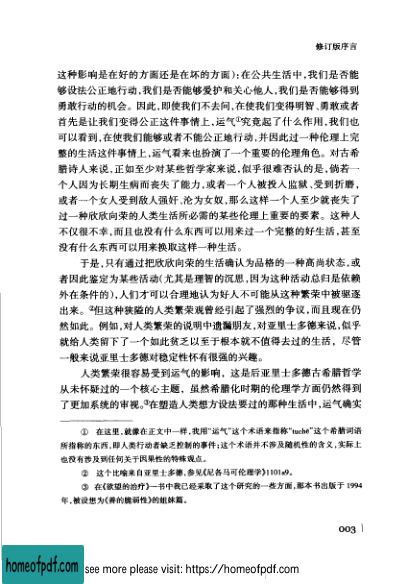 修订版序言
这种影响是在好的方面还是在坏的方面);在公共生活中,我们是否能
够设法公正地行动,我们是否能够爱护和关心他人,我们是否能够得到
勇敢行动的机会。因此,即使我们不去问,在使我们变得明智、勇敢或者
首先是让我们变得公正这件事情上,运气①究竟起了什么作用,我们也
可以看到,在使我们能够或者不能公正地行动,并因此过一种伦理上完
整的生活这件事情上,运气看来也扮演了一个重要的伦理角色。对古希
腊诗人来说,正如至少对某些哲学家来说,似乎很难否认的是,倘若一
个人因为长期生病而丧失了能力,或者一个人被投入监狱、受到折磨,
或者一个女人受到敌人强奸、沦为女奴,那么这样一个人至少就丧失了
过一种欣欣向荣的人类生活所必需的某些伦理上重要的要素。这种人
不仅很不幸,而且也没有什么东西可以用来过一个完整的好生活,甚至
没有什么东西可以用来换取这样一种生活。
于是,只有通过把欣欣向荣的生活确认为品格的一种高尚状态,或
者因此鉴定为某些活动(尤其是理智的沉思,因为这种活动总归是依赖
外在条件的),人们才可以合理地认为好人不可能从这种繁荣中被驱逐
出来。②但这种狭隘的人类繁荣观曾经引起了强烈的争议,而且现在仍
然如此。例如,对人类繁荣的说明中遗漏朋友,对亚里士多德来说,似乎
就给人类留下了一个如此贫乏以至于根本就不值得去过的生活,尽管
一般来说亚里士多德对稳定性怀有很强的兴趣。
人类繁荣很容易受到运气的影响,这是后亚里士多德古希腊哲学
从未怀疑过的一个核心主题,虽然希腊化时期的伦理学方面仍然得到
了更加系统的审视。③在塑造人类想方设法要过的那种生活中,运气确实
① 在这里,就像在正文中一样,我用“运气”这个术语来指称“tuchē”这个希腊词语
所指称的东西,即人类行动者缺乏控制的事件;这个术语并不涉及随机性的含义,实际上
也没有涉及到任何关于因果性的特殊观点。
② 这个比喻来自亚里士多德,参见《尼各马可伦理学》1101a9。
③ 在《欲望的治疗》一书中我已经采取了这个研究的一些方面,那本书出版于 1994
年,被设想为《善的脆弱性》的姐妹篇。
003
homeofpdf.com
see more please visit: https://homeofpdf.com